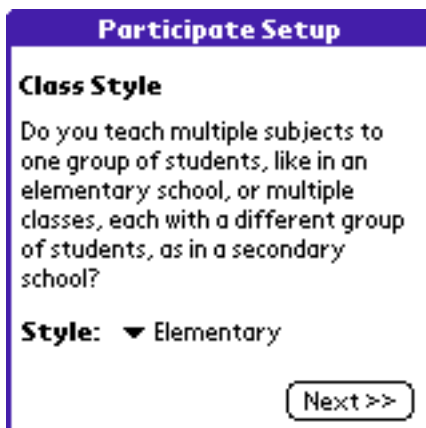 Participate Setup
Class Style
Do you teach multiple subjects to
one group of students, like in an
elementary school, or multiple
classes, each with a different group
of students, as in a secondary
school?
Style: Elementary
Next >>